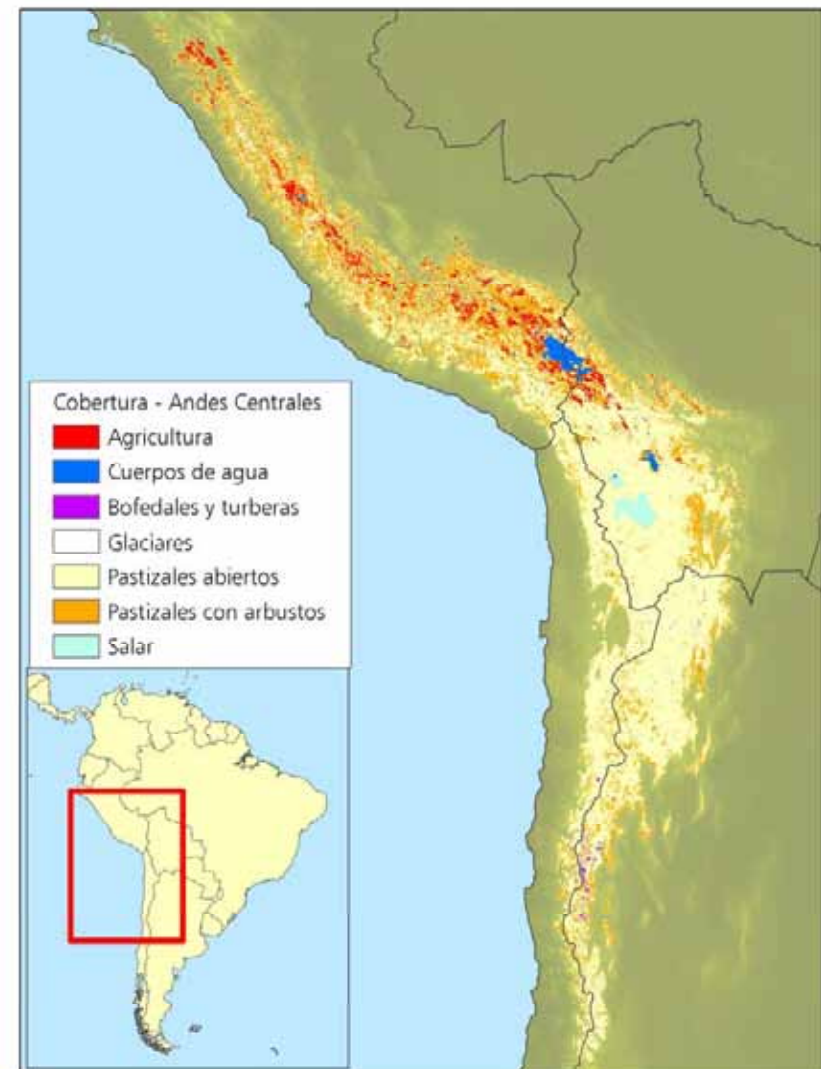 Cobertura - Andes Centrales
Agricultura
Cuerpos de agua
Bofedales y turberas
Glaciares
Pastizales abiertos
Pastizales con arbustos
Salar